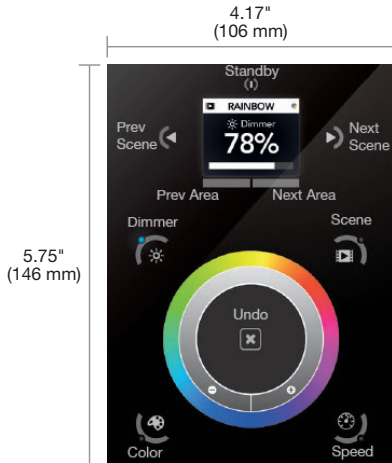 4.17"
(106 mm)
Standby
RAINBOW
Dimmer
78%
Prev
Scene
Next
Scene
Prev Area
Next Area
Dimmer
Scene
5.75"
(146 mm)
Undo
Color
Speed